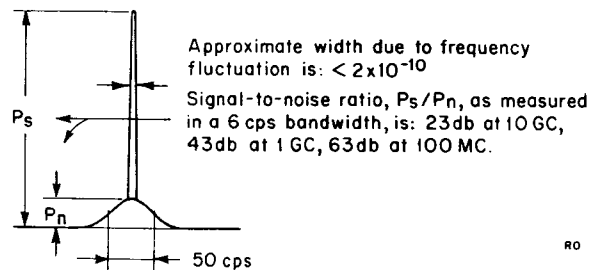 Approximate width due to frequency
fluctuation is: < 2x10⁻¹⁰
Signal-to-noise ratio, Ps/Pn, as measured
in a 6 cps bandwidth, is: 23db at 10 GC,
43db at 1 GC, 63db at 100 MC.
Ps
Pn
50 cps
RO